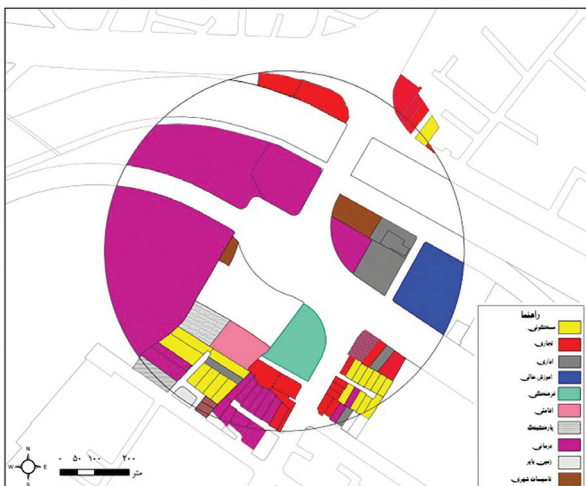 راهنما
مسکونی
تجاری
اداری
آموزش عالی
فرهنگی
اقامتی
پارکینگ
درمانی
زمین بایر
تاسیسات شهری
N
W E
S
۰ ۵۰ ۱۰۰ ۲۰۰
متر